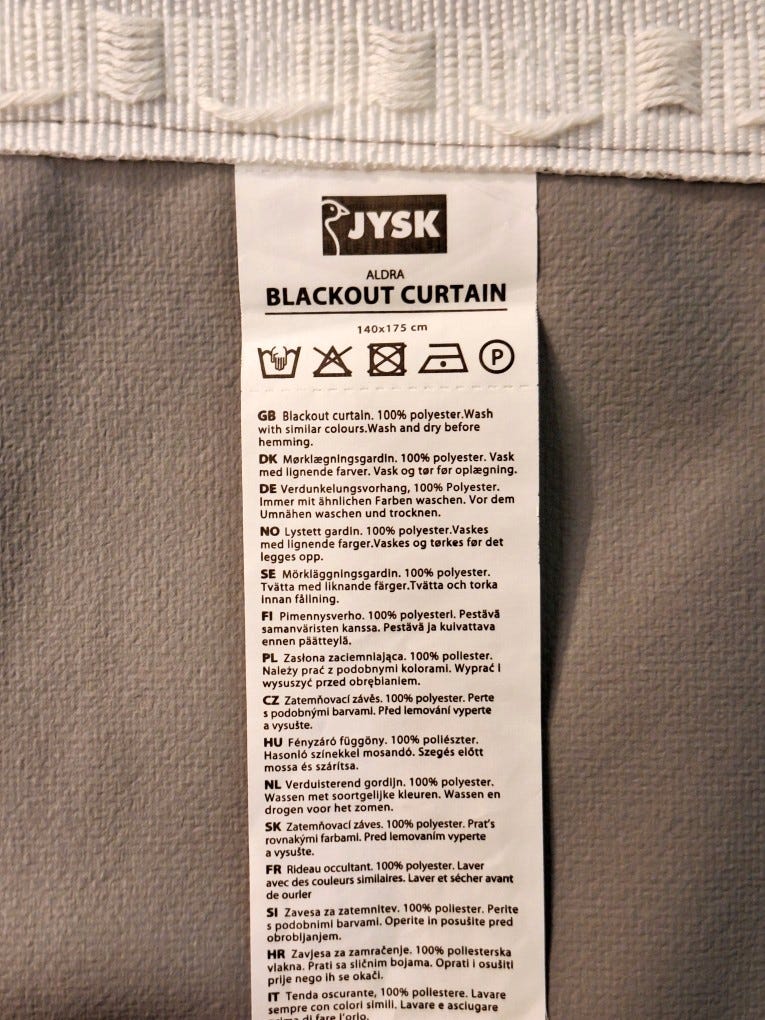 JYSK
ALDRA
BLACKOUT CURTAIN
140x175 cm
P
GB Blackout curtain. 100% polyester.Wash
with similar colours.Wash and dry before
hemming.
DK Mørklægningsgardin. 100% polyester. Vask
med lignende farver. Vask og tør før oplægning.
DE Verdunkelungsvorhang, 100% Polyester.
Immer mit ähnlichen Farben waschen. Vor dem
Umnähen waschen und trocknen.
NO Lystett gardin. 100% polyester.Vaskes
med lignende farger.Vaskes og tørkes før det
legges opp.
SE Mörkläggningsgardin. 100% polyester.
Tvätta med liknande färger.Tvätta och torka
innan fållning.
FI Pimennysverho. 100% polyesteri. Pestävä
samanväristen kanssa. Pestävä ja kuivattava
ennen päätteylä.
PL Zasłona zaciemniająca. 100% poliester.
Należy prać z podobnymi kolorami. Wyprać i
wysuszyć przed obrębianiem.
CZ Zatemňovací závěs. 100% polyester. Perte
s podobnými barvami. Před lemování vyperte
a vysušte.
HU Fényzáró függöny. 100% poliészter.
Hasonló színekkel mosandó. Szegés előtt
mossa és szárítsa.
NL Verduisterend gordijn. 100% polyester.
Wassen met soortgelijke kleuren. Wassen en
drogen voor het zomen.
SK Zatemňovací záves. 100% polyester. Prat's
rovnakými farbami. Pred lemovaním vyperte
a vysušte.
FR Rideau occultant. 100% polyester. Laver
avec des couleurs similaires. Laver et sécher avant
de ourler
SI Zavesa za zatemnitev. 100% poliester. Perite
s podobnimi barvami. Operite in posušite pred
obrobljanjem.
HR Zavjesa za zamračenje. 100% poliesterska
vlakna. Prati sa sličnim bojama. Oprati i osušiti
prije nego ih se okači.
IT Tenda oscurante, 100% poliestere. Lavare
sempre con colori simili. Lavare e asciugare
prima di fare l'orlo.